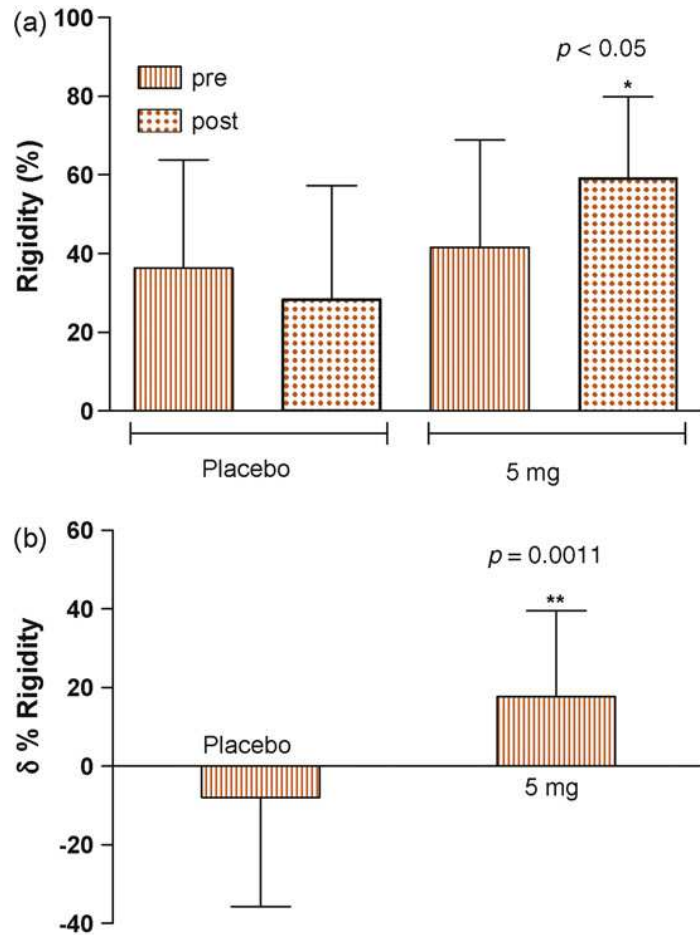 (a)
Rigidity (%)
100
80
60
40
20
0
pre
post
p < 0.05
*
Placebo
5 mg
(b)
δ % Rigidity
60
40
20
0
-20
-40
p = 0.0011
**
Placebo
5 mg